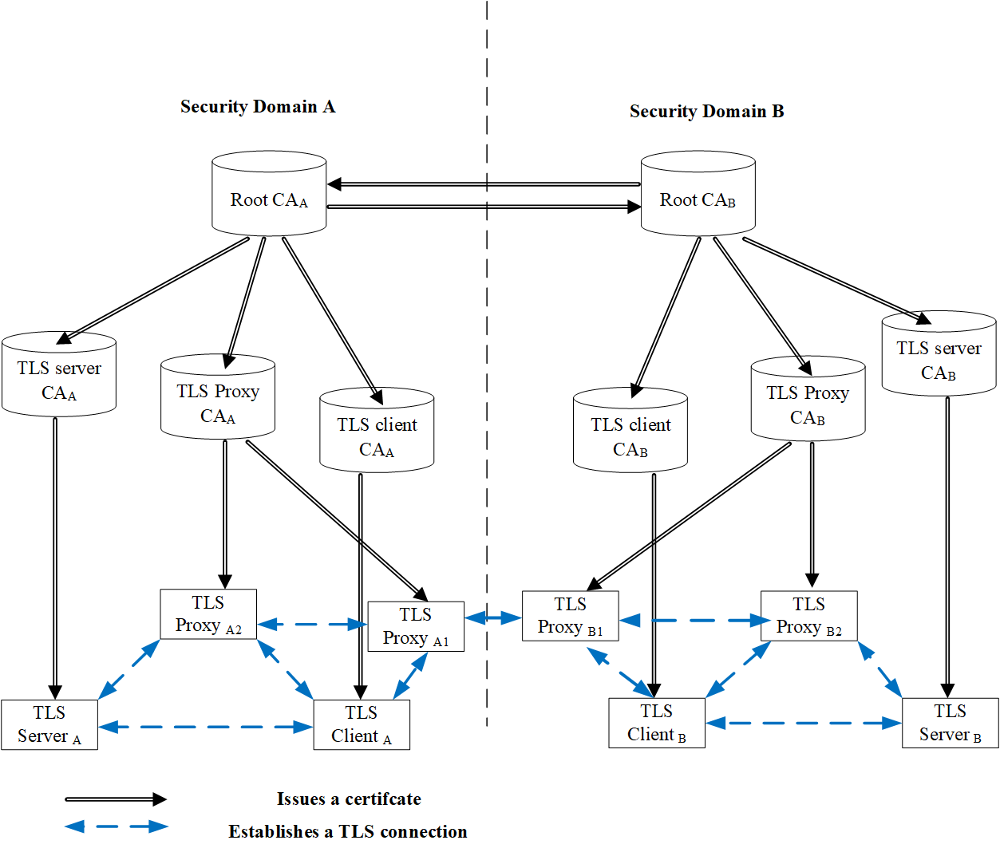 Security Domain A
Security Domain B
Root CAA
Root CAB
TLS server
CAA
TLS Proxy
CAA
TLS client
CAA
TLS client
CAB
TLS Proxy
CAB
TLS server
CAB
TLS
Proxy A2
TLS
Proxy A1
TLS
Proxy B1
TLS
Proxy B2
TLS
Server A
TLS
Client A
TLS
Client B
TLS
Server B
Issues a certifcate
Establishes a TLS connection